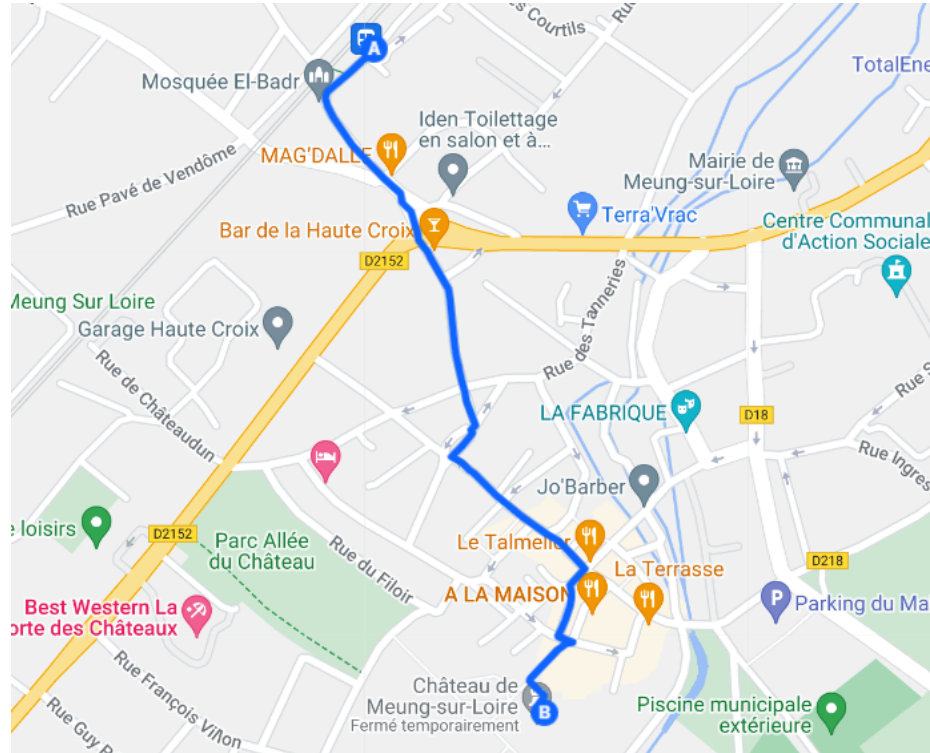 es Courtils
A
Mosquée El-Badr
TotalEne
Iden Toilettage
en salon et à...
MAG'DALLE
Mairie de
Meung-sur-Loire
Rue Pavé de Vendôme
Terra'Vrac
Centre Communal
d'Action Sociale
Bar de la Haute Croix
D2152
Meung Sur Loire
Garage Haute Croix
Rue des Tanneries
Rue de Châteaudun
LA FABRIQUE
D18
Rue S
Rue Ingres
Jo'Barber
e loisirs
D2152
Parc Allée
du Château
Le Talmelier
La Terrasse
D218
Rue du Filoir
A LA MAISON
P
Parking du Ma
Best Western La
orte des Châteaux
Rue François Villon
Château de
Meung-sur-Loire
Fermé temporairement
B
Piscine municipale
extérieure
Rue Guy P